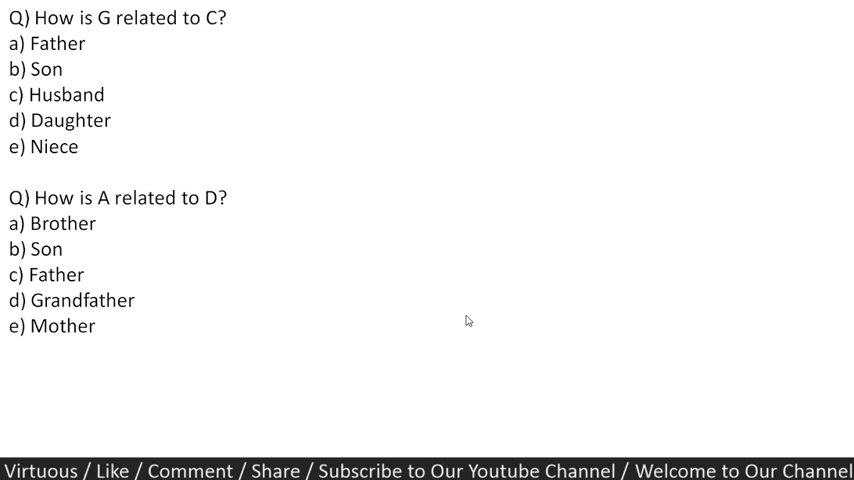 Q) How is G related to C?
a) Father
b) Son
c) Husband
d) Daughter
e) Niece
Q) How is A related to D?
a) Brother
b) Son
c) Father
d) Grandfather
e) Mother
Virtuous / Like / Comment / Share / Subscribe to Our Youtube Channel / Welcome to Our Channel